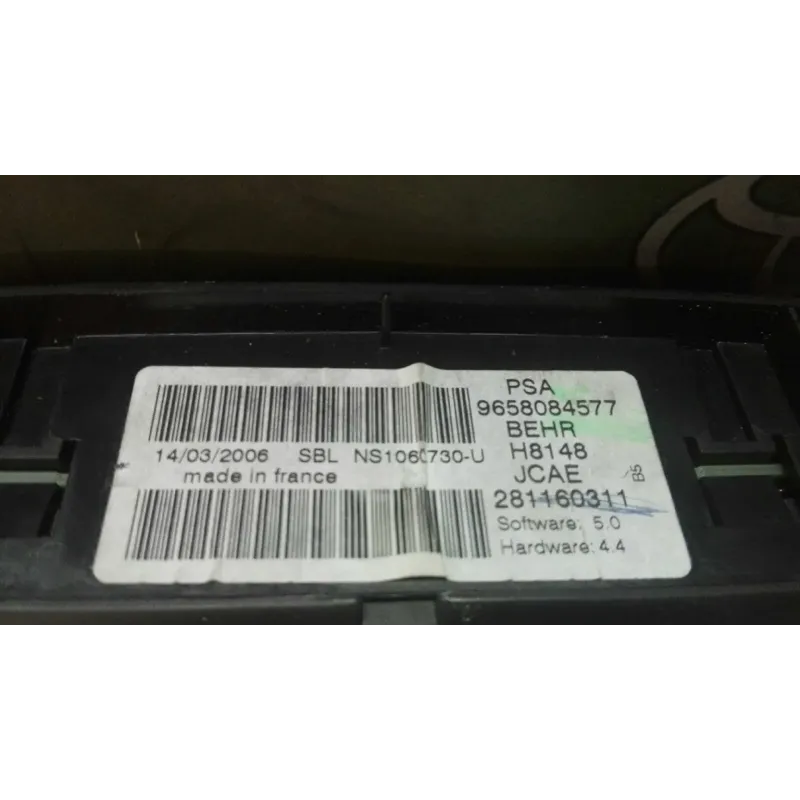 PSA
9658084577
BEHR
14/03/2006 SBL NS1060730-U
H8148
made in france
JCAE
B5
281160311
Software: 5.0
Hardware: 4.4